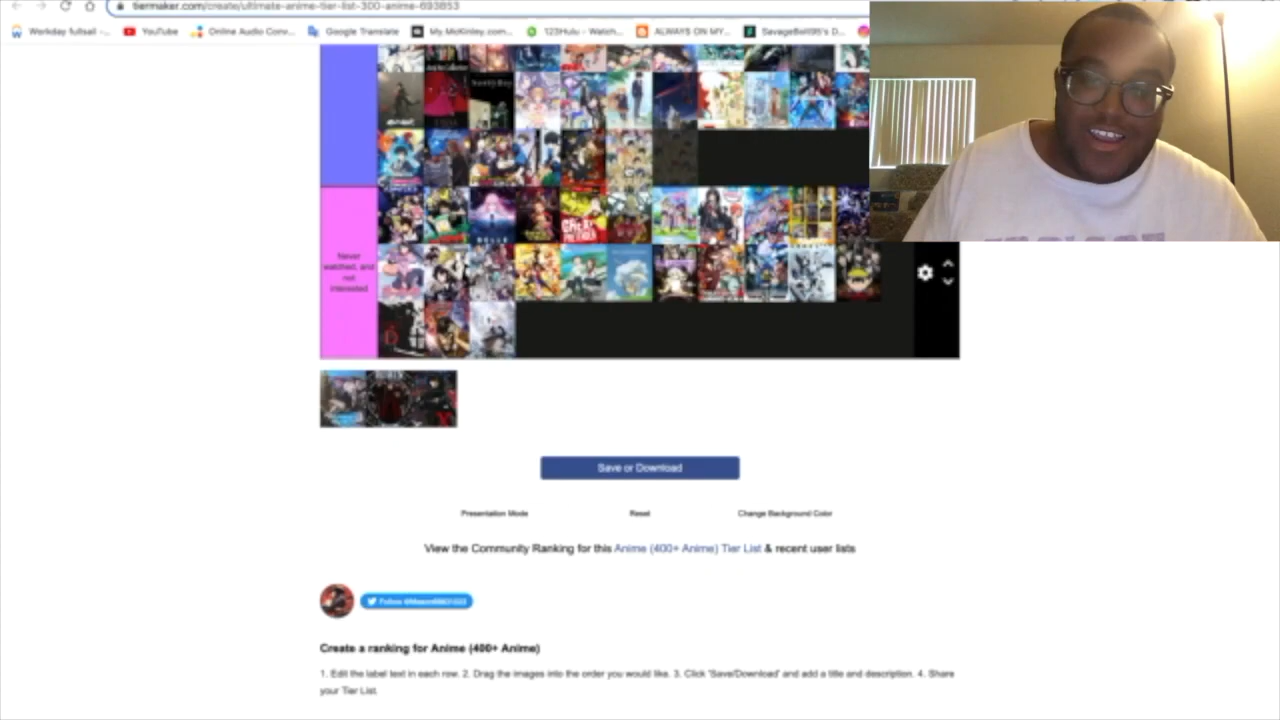 tiermaker.com/create/ultimate-anime-tier-list-300-anime-693853
Workday fullsail -... YouTube Online Audio Conv... Google Translate My.McKinley.com... 123Hulu - Watch... ALWAYS ON MY... SavageBolt95's D...
Never
watched, and
not
interested
Save or Download
Presentation Mode Reset Change Background Color
View the Community Ranking for this Anime (400+ Anime) Tier List & recent user lists
Follow
Create a ranking for Anime (400+ Anime)
1. Edit the label text in each row. 2. Drag the images into the order you would like. 3. Click 'Save/Download' and add a title and description. 4. Share
your Tier List.